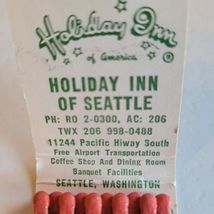 Holiday Inn
of America ®
HOLIDAY INN
OF SEATTLE
PH: RO 2-0300, AC: 206
TWX 206 998-0488
11244 Pacific Hiway South
Free Airport Transportation
Coffee Shop And Dining Room
Banquet Facilities
SEATTLE, WASHINGTON